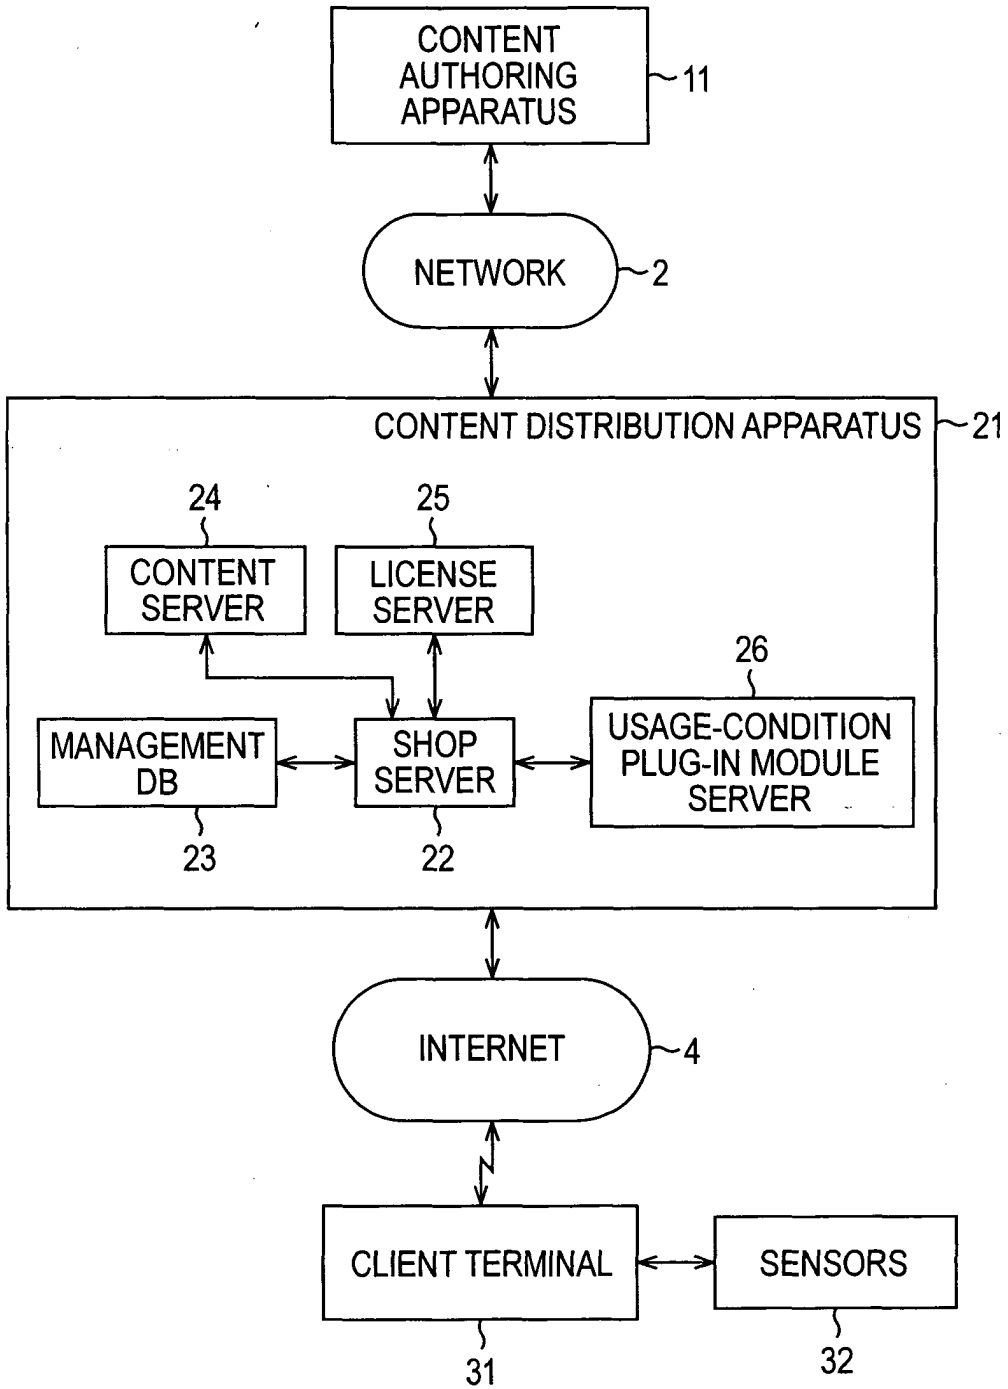 CONTENT
AUTHORING
APPARATUS
11
NETWORK
2
CONTENT DISTRIBUTION APPARATUS
21
24
25
CONTENT
SERVER
LICENSE
SERVER
26
MANAGEMENT
DB
SHOP
SERVER
USAGE-CONDITION
PLUG-IN MODULE
SERVER
23
22
INTERNET
4
CLIENT TERMINAL
SENSORS
31
32